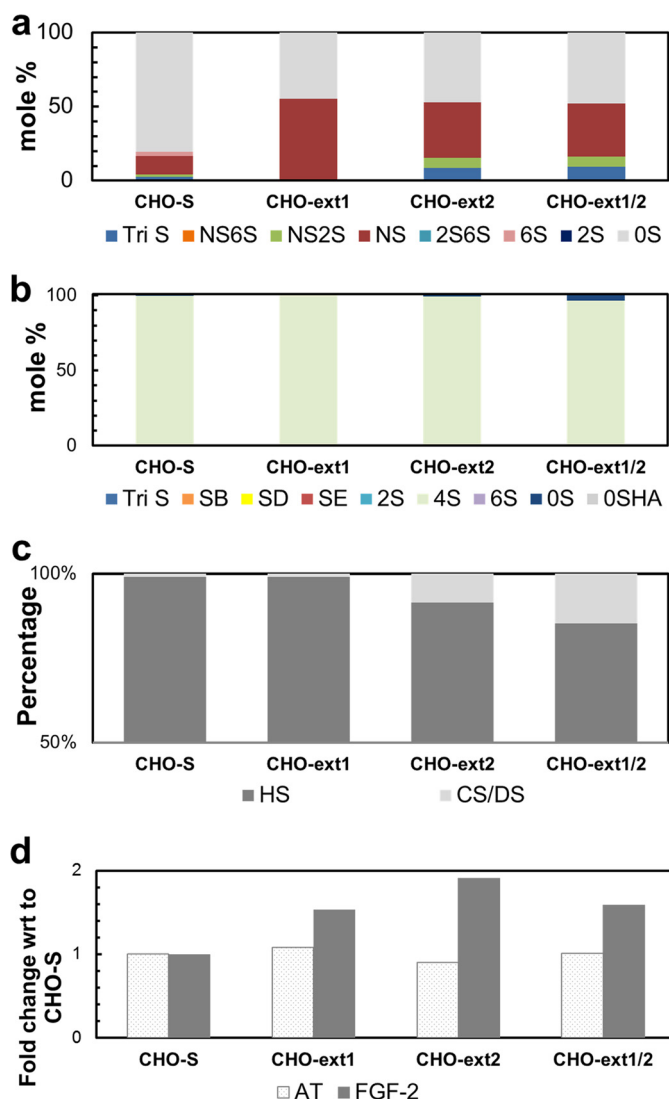 a
100
50
0
mole %
CHO-S CHO-ext1 CHO-ext2 CHO-ext1/2
Tri S NS6S NS2S NS 2S6S 6S 2S 0S
b
100
50
0
mole %
CHO-S CHO-ext1 CHO-ext2 CHO-ext1/2
Tri S SB SD SE 2S 4S 6S 0S 0SHA
c
100%
50%
Percentage
CHO-S CHO-ext1 CHO-ext2 CHO-ext1/2
HS CS/DS
d
2
1
0
Fold change wrt to
CHO-S
CHO-S CHO-ext1 CHO-ext2 CHO-ext1/2
AT FGF-2